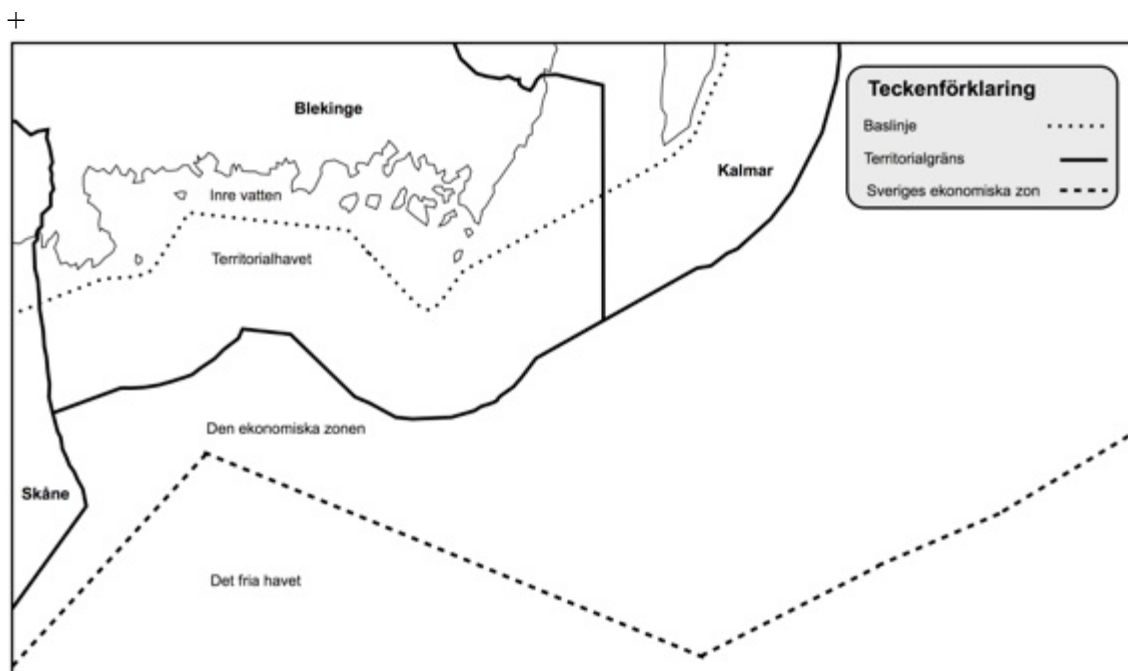 Blekinge
Teckenförklaring
Baslinje
Territorialgräns
Sveriges ekonomiska zon
Kalmar
Inre vatten
Territorialhavet
Den ekonomiska zonen
Skåne
Det fria havet